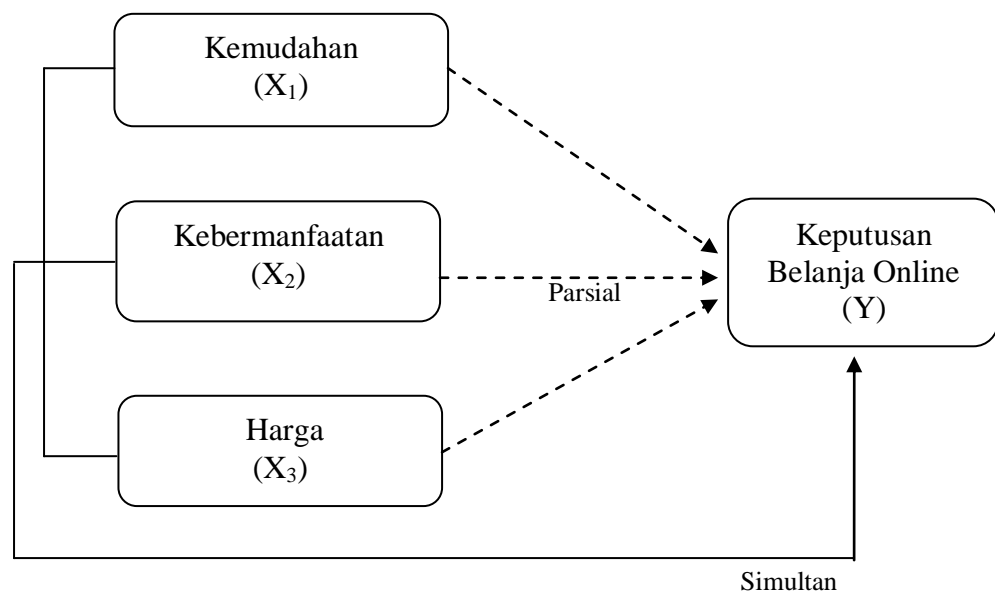 Kemudahan
(X₁)
Kebermanfaatan
(X₂)
Harga
(X₃)
Parsial
Keputusan
Belanja Online
(Y)
Simultan